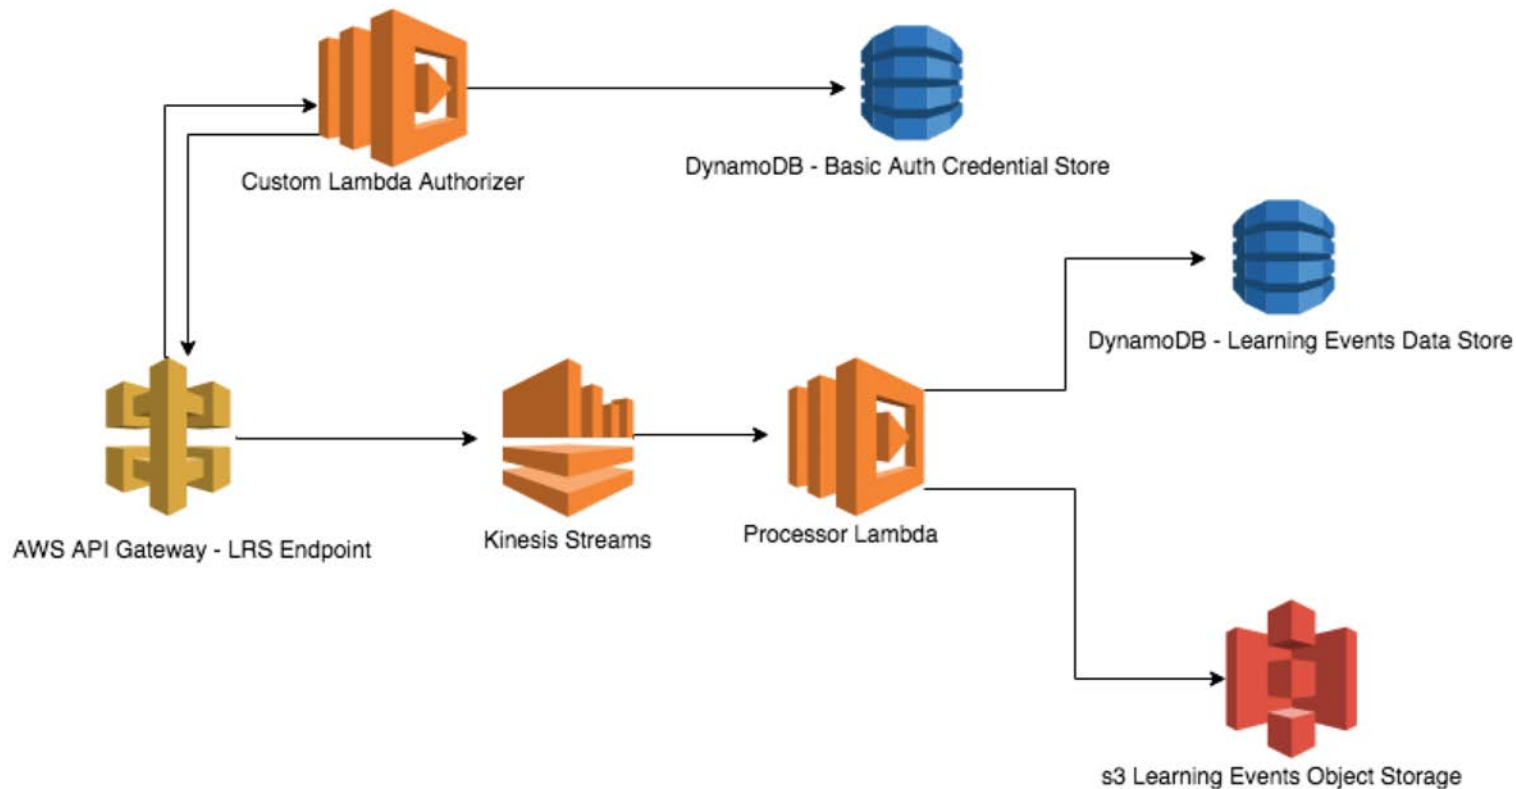 Custom Lambda Authorizer
DynamoDB - Basic Auth Credential Store
DynamoDB - Learning Events Data Store
AWS API Gateway - LRS Endpoint
Kinesis Streams
Processor Lambda
s3 Learning Events Object Storage